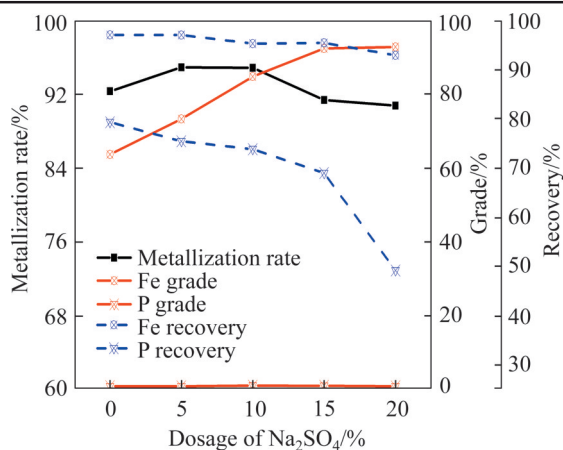 100
92
84
76
68
60
Metallization rate/%
100
80
60
40
20
0
Grade/%
100
90
80
70
60
50
40
30
Recovery/%
Metallization rate
Fe grade
P grade
Fe recovery
P recovery
0 5 10 15 20
Dosage of Na₂SO₄/%